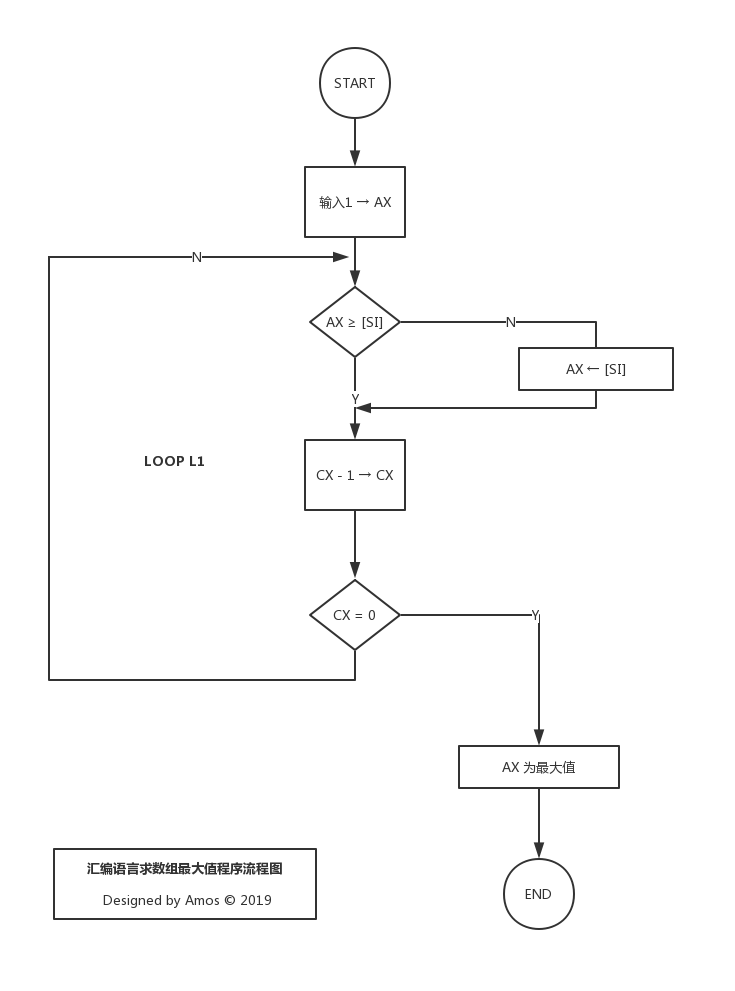 START
输入1 → AX
N
AX ≥ [SI]
N
AX ← [SI]
Y
LOOP L1
CX - 1 → CX
CX = 0
Y
AX 为最大值
汇编语言求数组最大值程序流程图
Designed by Amos © 2019
END